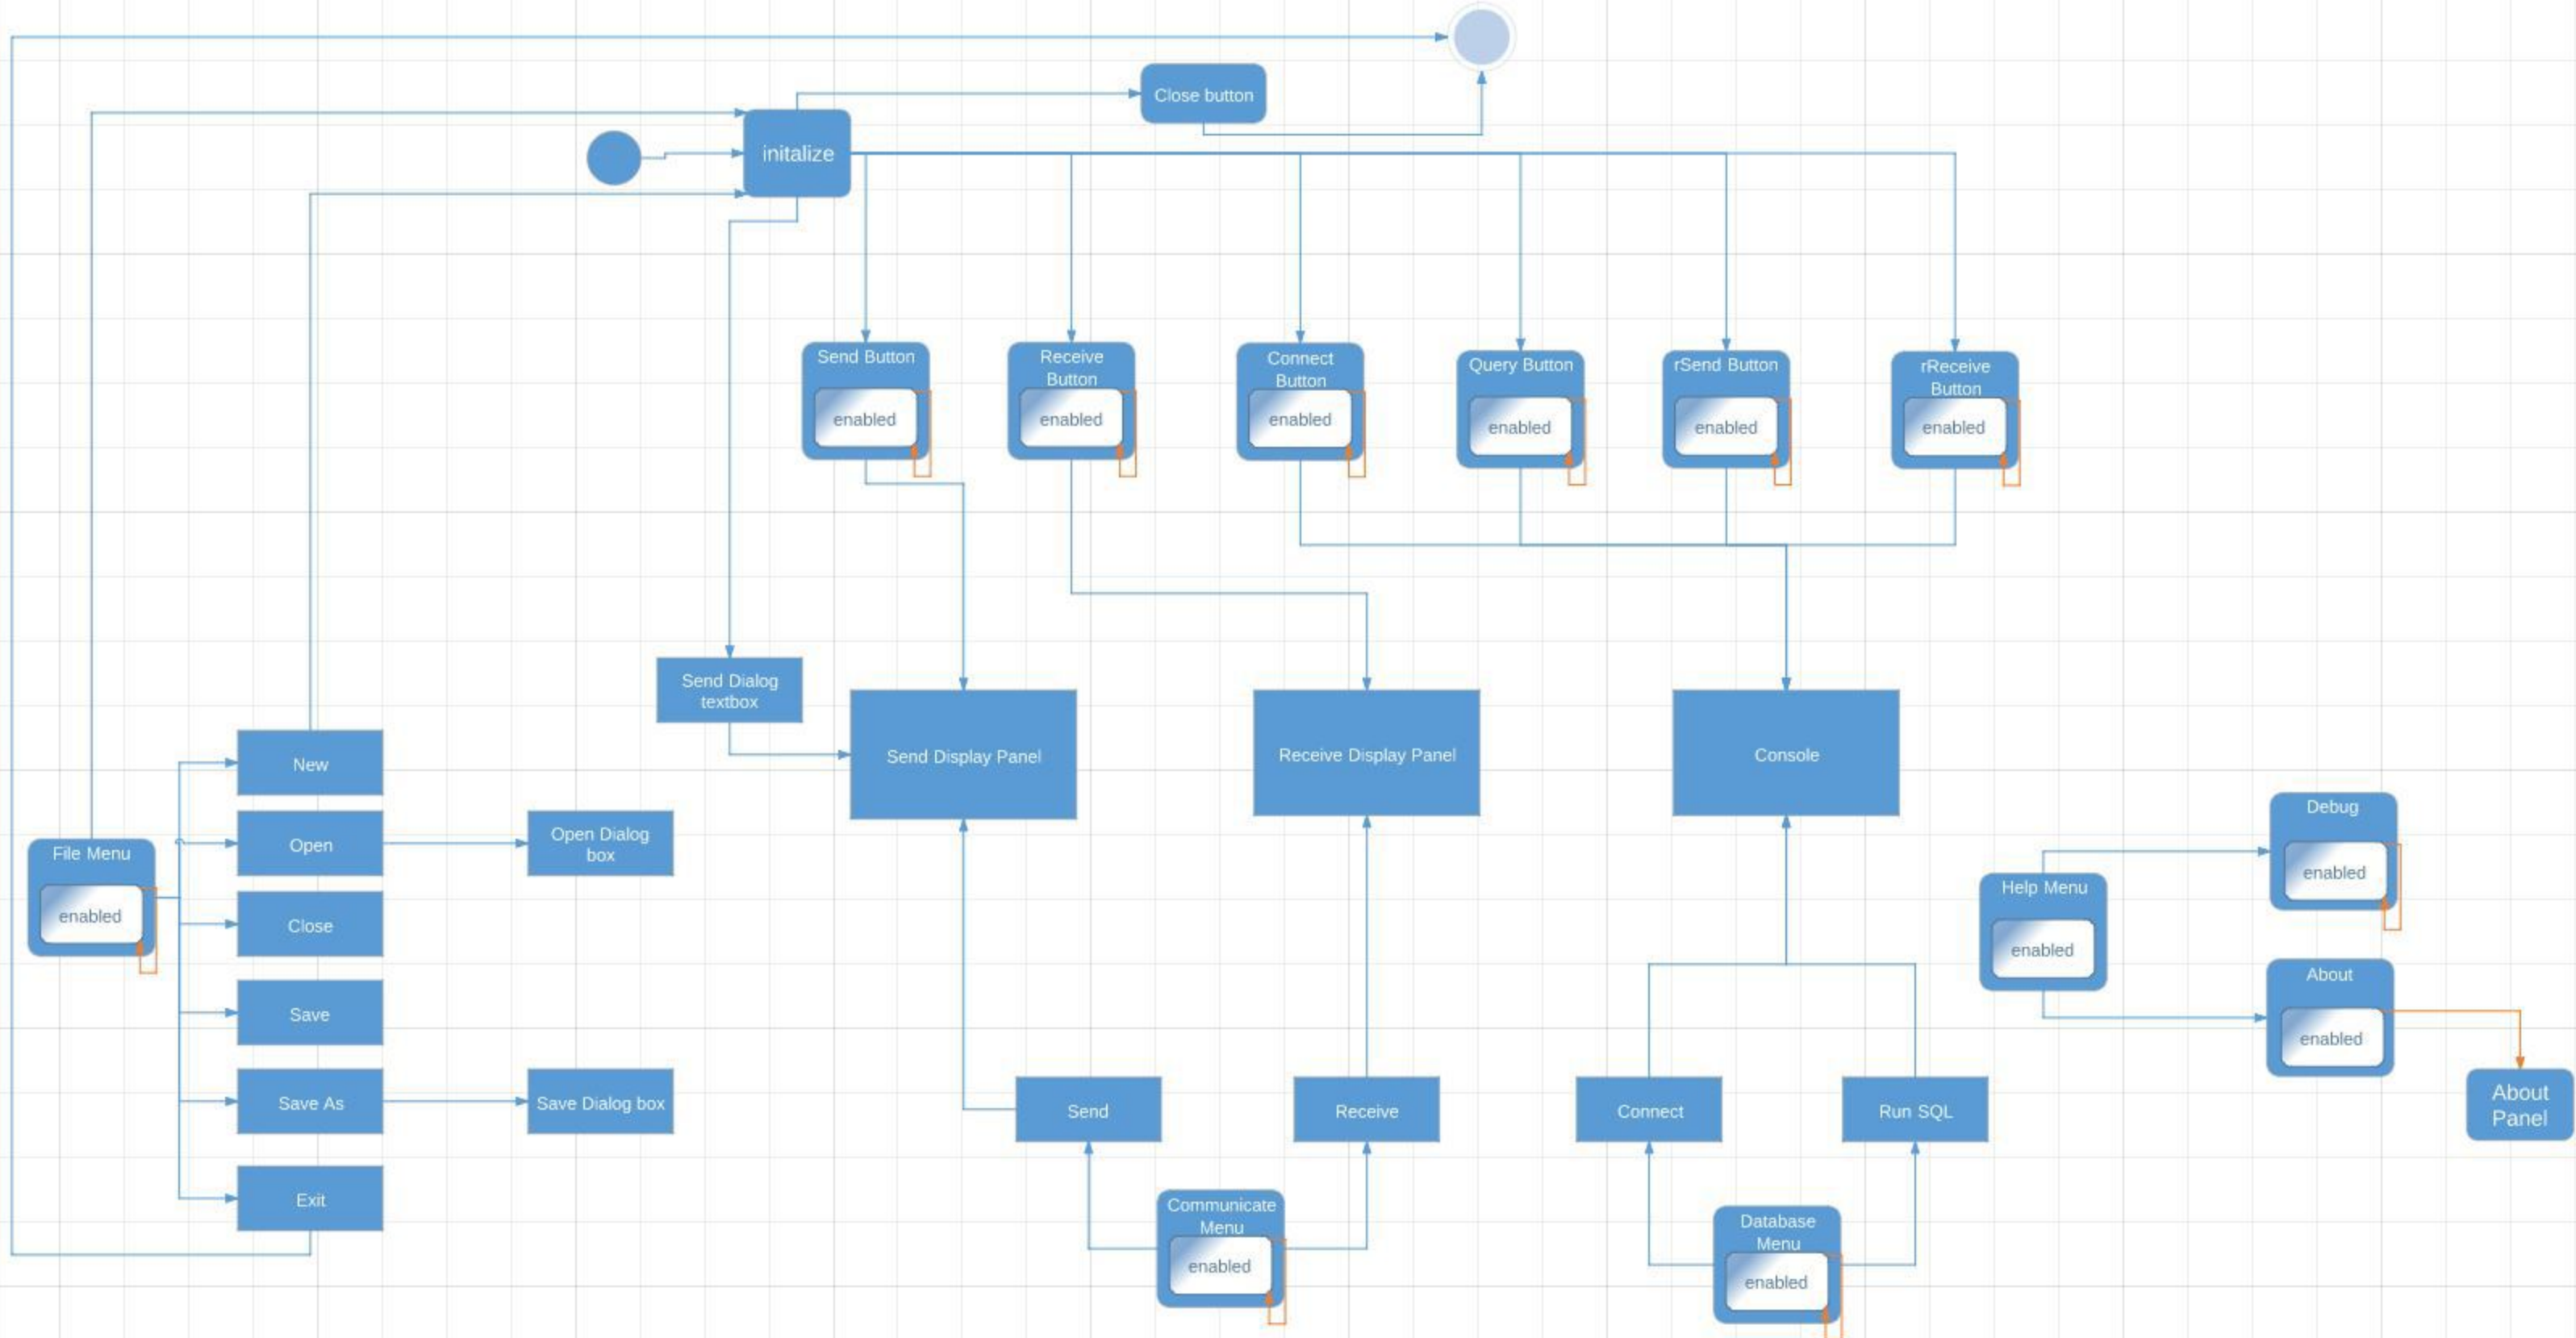 Close button
initalize
Send Button
enabled
Receive
Button
enabled
Connect
Button
enabled
Query Button
enabled
rSend Button
enabled
rReceive
Button
enabled
Send Dialog
textbox
Send Display Panel
Receive Display Panel
Console
New
Open
Open Dialog
box
File Menu
enabled
Close
Save
Save As
Save Dialog box
Exit
Debug
enabled
Help Menu
enabled
About
enabled
About
Panel
Send
Receive
Connect
Run SQL
Communicate
Menu
enabled
Database
Menu
enabled